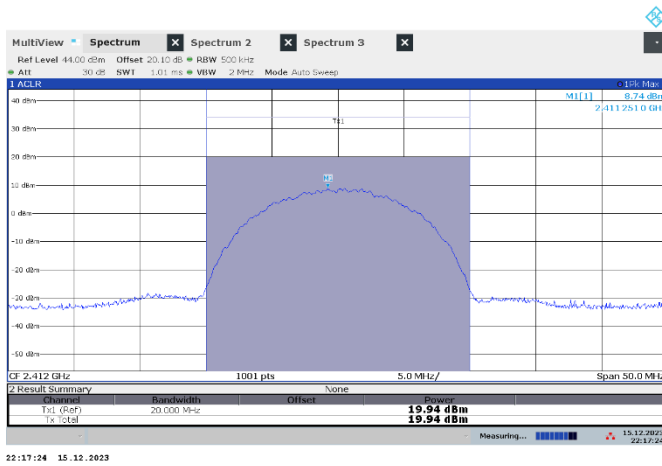 MultiView Spectrum X Spectrum 2 X Spectrum 3 X
Ref Level 44.00 dBm Offset 20.10 dB RBW 500 kHz
Att 30 dB SWT 1.01 ms VBW 2 MHz Mode Auto Sweep
1 ACLR 1Pk Max
M1[1] 8.74 dBm
2.411251 0 GHz
40 dBm
30 dBm
Tx1
20 dBm
M1
10 dBm
0 dBm
-10 dBm
-20 dBm
-30 dBm
-40 dBm
-50 dBm
CF 2.412 GHz 1001 pts 5.0 MHz/ Span 50.0 MHz
2 Result Summary None
Channel Bandwidth Offset Power
Tx1 (Ref) 20.000 MHz 19.94 dBm
Tx Total 19.94 dBm
Measuring... 15.12.2023
22:17:24
22:17:24 15.12.2023